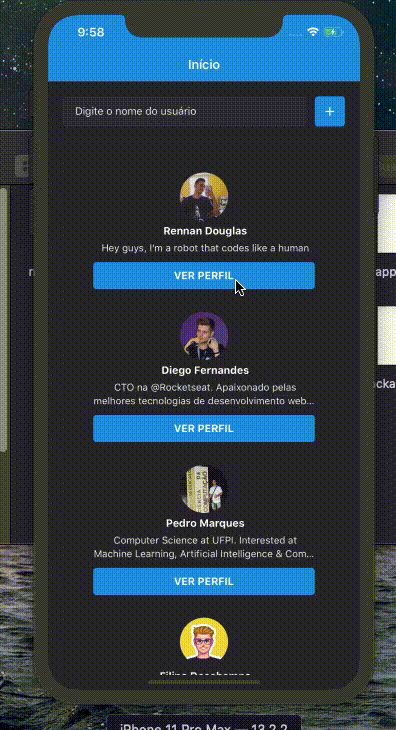 9:58
Início
Digite o nome do usuário
+
Rennan Douglas
Hey guys, I'm a robot that codes like a human
VER PERFIL
Diego Fernandes
CTO na @Rocketseat. Apaixonado pelas
melhores tecnologias de desenvolvimento web...
VER PERFIL
Pedro Marques
Computer Science at UFPI. Interested at
Machine Learning, Artificial Intelligence & Com...
VER PERFIL
Filipe Deschamps
iPhone 11 Pro Max — 13.2.2